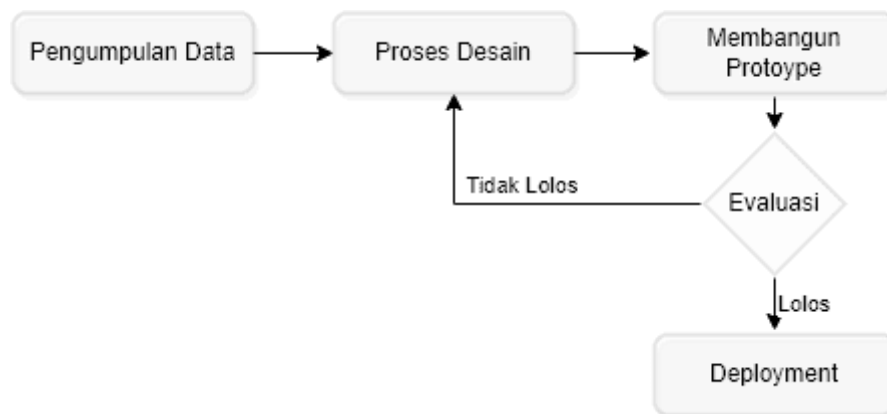 Pengumpulan Data
Proses Desain
Membangun
Protoype
Tidak Lolos
Evaluasi
Lolos
Deployment